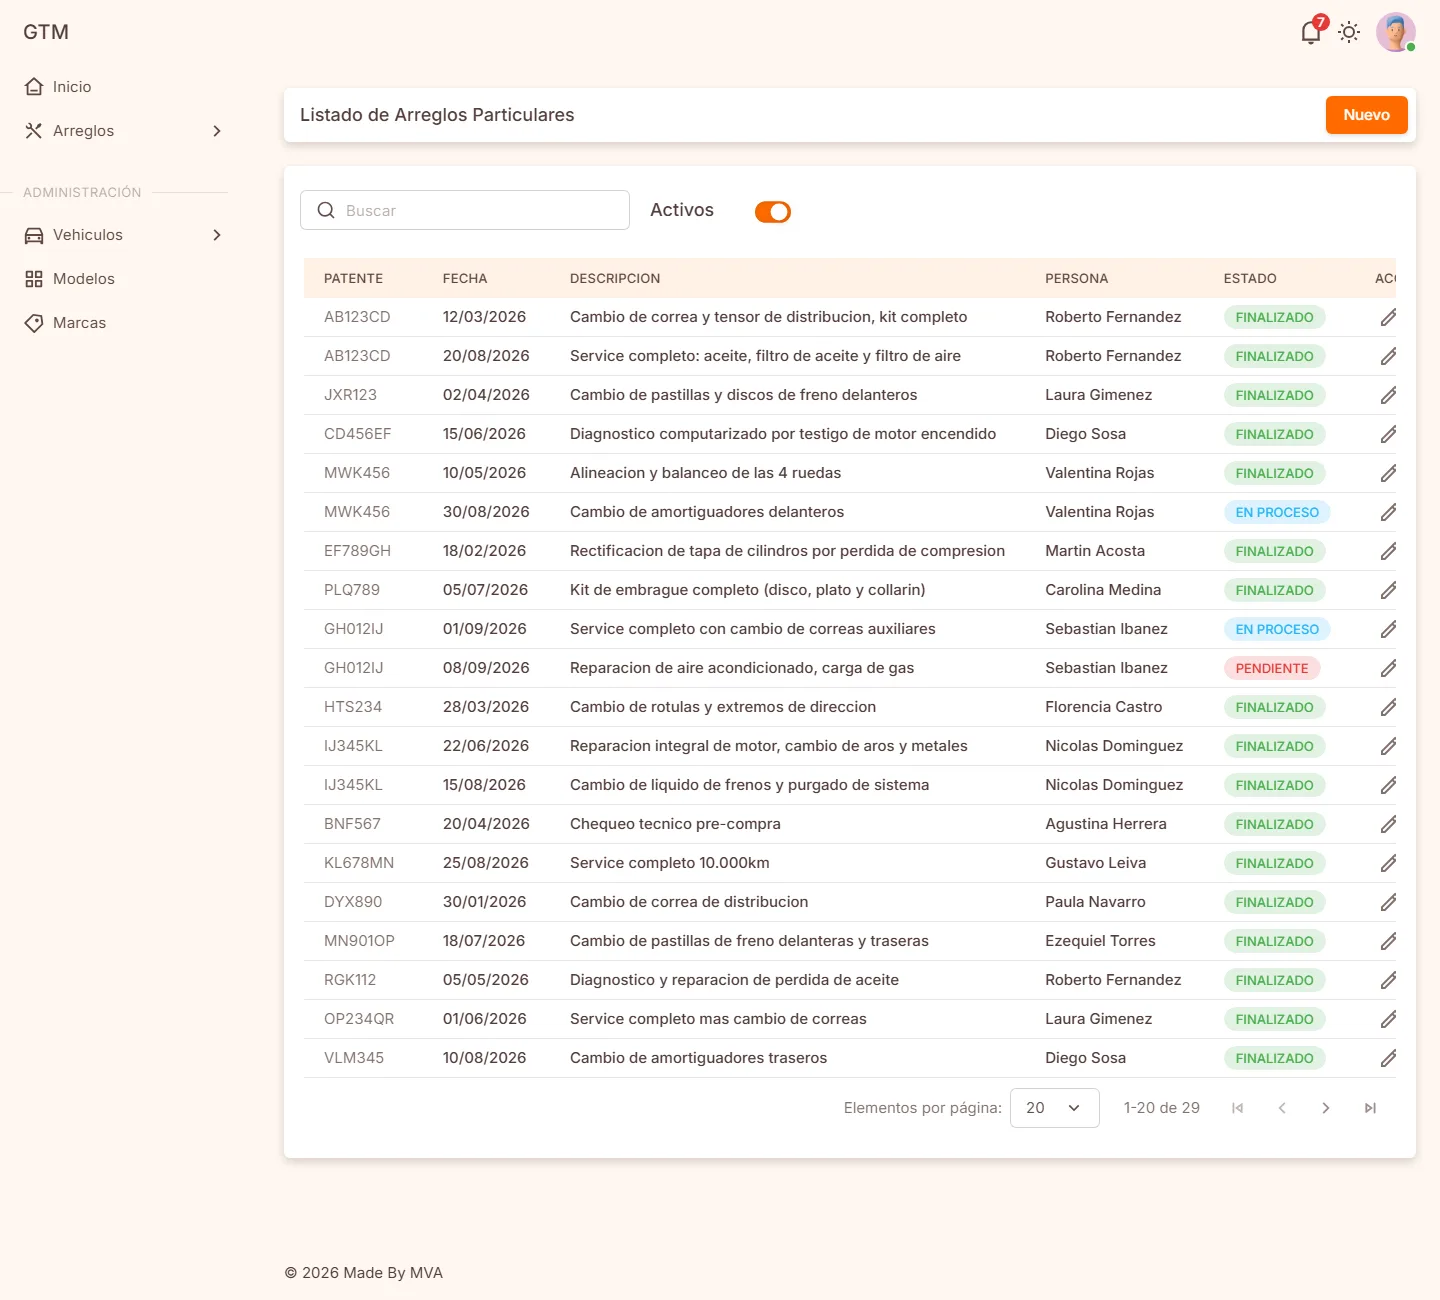 GTM
7
Inicio
Arreglos
ADMINISTRACIÓN
Vehiculos
Modelos
Marcas
Listado de Arreglos Particulares
Nuevo
Buscar
Activos
PATENTE FECHA DESCRIPCION PERSONA ESTADO
AB123CD 12/03/2026 Cambio de correa y tensor de distribucion, kit completo Roberto Fernandez FINALIZADO
AB123CD 20/08/2026 Service completo: aceite, filtro de aceite y filtro de aire Roberto Fernandez FINALIZADO
JXR123 02/04/2026 Cambio de pastillas y discos de freno delanteros Laura Gimenez FINALIZADO
CD456EF 15/06/2026 Diagnostico computarizado por testigo de motor encendido Diego Sosa FINALIZADO
MWK456 10/05/2026 Alineacion y balanceo de las 4 ruedas Valentina Rojas FINALIZADO
MWK456 30/08/2026 Cambio de amortiguadores delanteros Valentina Rojas EN PROCESO
EF789GH 18/02/2026 Rectificacion de tapa de cilindros por perdida de compresion Martin Acosta FINALIZADO
PLQ789 05/07/2026 Kit de embrague completo (disco, plato y collarin) Carolina Medina FINALIZADO
GH012IJ 01/09/2026 Service completo con cambio de correas auxiliares Sebastian Ibanez EN PROCESO
GH012IJ 08/09/2026 Reparacion de aire acondicionado, carga de gas Sebastian Ibanez PENDIENTE
HTS234 28/03/2026 Cambio de rotulas y extremos de direccion Florencia Castro FINALIZADO
IJ345KL 22/06/2026 Reparacion integral de motor, cambio de aros y metales Nicolas Dominguez FINALIZADO
IJ345KL 15/08/2026 Cambio de liquido de frenos y purgado de sistema Nicolas Dominguez FINALIZADO
BNF567 20/04/2026 Chequeo tecnico pre-compra Agustina Herrera FINALIZADO
KL678MN 25/08/2026 Service completo 10.000km Gustavo Leiva FINALIZADO
DYX890 30/01/2026 Cambio de correa de distribucion Paula Navarro FINALIZADO
MN901OP 18/07/2026 Cambio de pastillas de freno delanteras y traseras Ezequiel Torres FINALIZADO
RGK112 05/05/2026 Diagnostico y reparacion de perdida de aceite Roberto Fernandez FINALIZADO
OP234QR 01/06/2026 Service completo mas cambio de correas Laura Gimenez FINALIZADO
VLM345 10/08/2026 Cambio de amortiguadores traseros Diego Sosa FINALIZADO
Elementos por página: 20 1-20 de 29
© 2026 Made By MVA